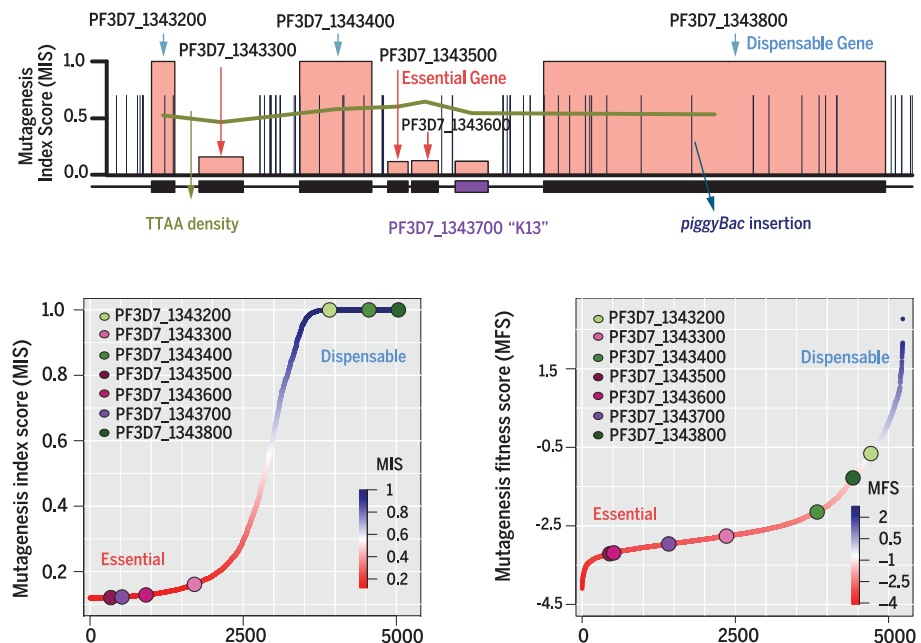 PF3D7_1343200
PF3D7_1343400
PF3D7_1343800
PF3D7_1343300
PF3D7_1343500
Dispensable Gene
Essential Gene
PF3D7_1343600
Mutagenesis
Index Score (MIS)
1.0
0.5
0.0
TTAA density
PF3D7_1343700 “K13”
piggyBac insertion
Mutagenesis index score (MIS)
1.0
0.8
0.6
0.4
0.2
PF3D7_1343200
PF3D7_1343300
PF3D7_1343400
PF3D7_1343500
PF3D7_1343600
PF3D7_1343700
PF3D7_1343800
Dispensable
Essential
MIS
1
0.8
0.6
0.4
0.2
0
2500
5000
Mutagenesis fitness score (MFS)
1.5
-0.5
-2.5
-4.5
PF3D7_1343200
PF3D7_1343300
PF3D7_1343400
PF3D7_1343500
PF3D7_1343600
PF3D7_1343700
PF3D7_1343800
Dispensable
Essential
MFS
2
0.5
−1
−2.5
−4
0
2500
5000